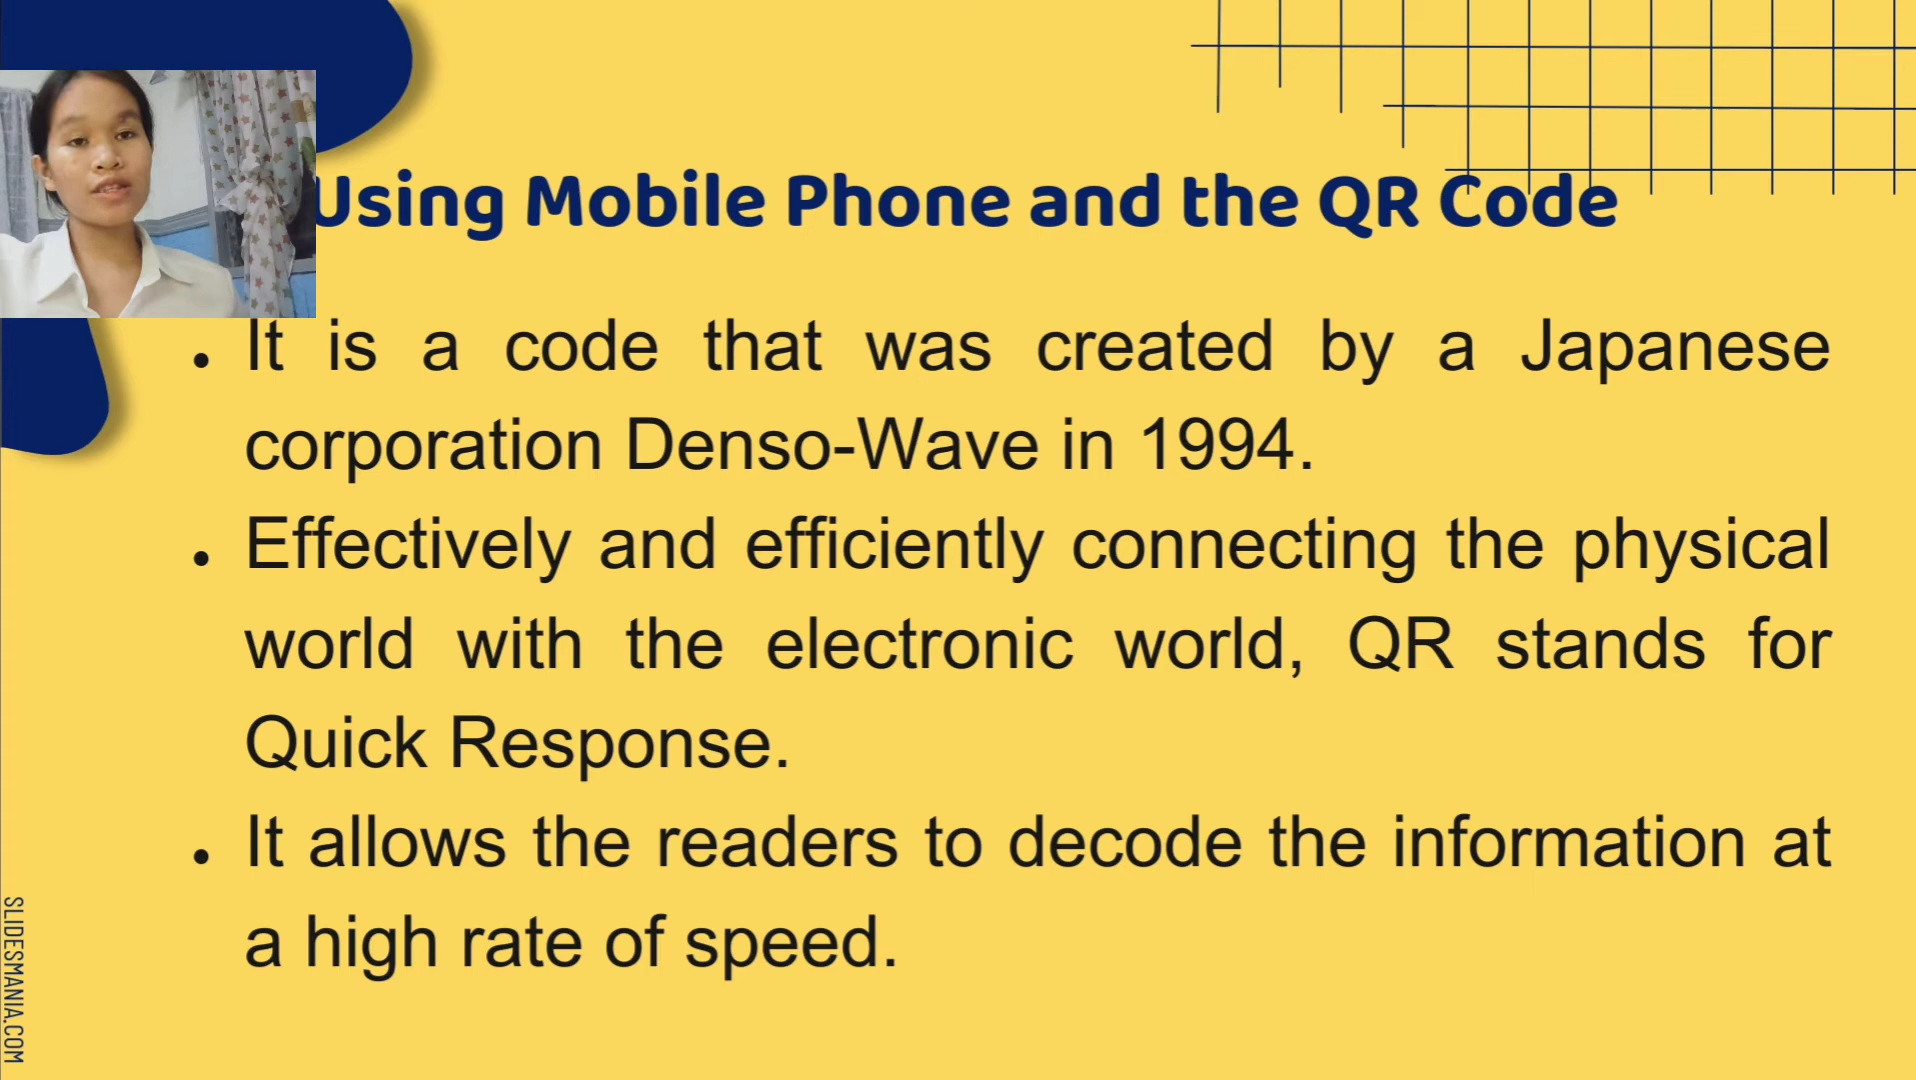 Using Mobile Phone and the QR Code
• It is a code that was created by a Japanese
corporation Denso-Wave in 1994.
• Effectively and efficiently connecting the physical
world with the electronic world, QR stands for
Quick Response.
• It allows the readers to decode the information at
a high rate of speed.
SLIDESMANIA.COM